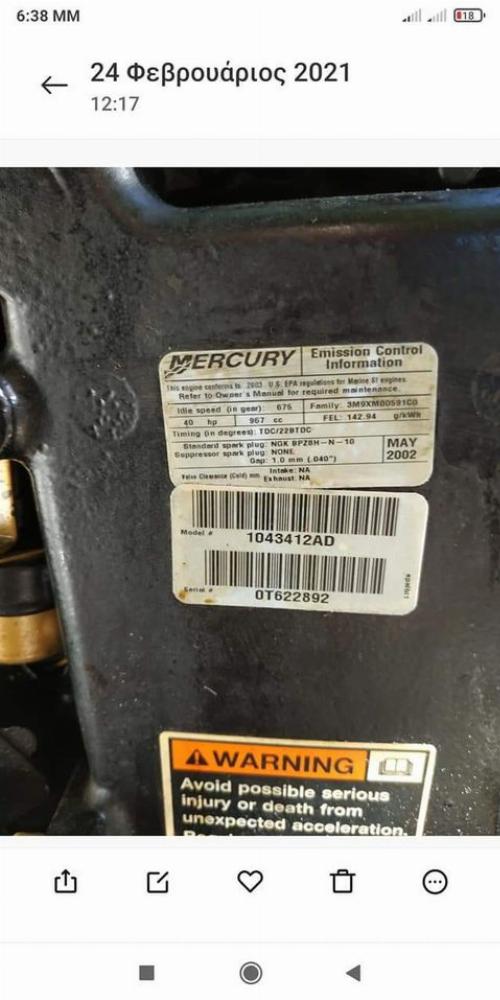 6:38 MM
18
24 Φεβρουάριος 2021
12:17
MERCURY
Emission Control
Information
This engine conforms to 2003 U.S. EPA regulations for Marine SI engines.
Refer to Owner's Manual for required maintenance.
Idle speed (in gear): 675 Family: 3M9XM00591C0
40 hp 967 cc FEL: 142.94 g/kWh
Timing (in degrees): TDC/22BTDC
Standard spark plug: NGK BPZ8H-N-10
Suppressor spark plug: NONE
Gap: 1.0 mm (.040")
MAY
2002
Valve Clearance (Cold) mm Intake: NA
Exhaust: NA
Model # 1043412AD
Serial # 0T622892
WARNING
Avoid possible serious
injury or death from
unexpected acceleration.